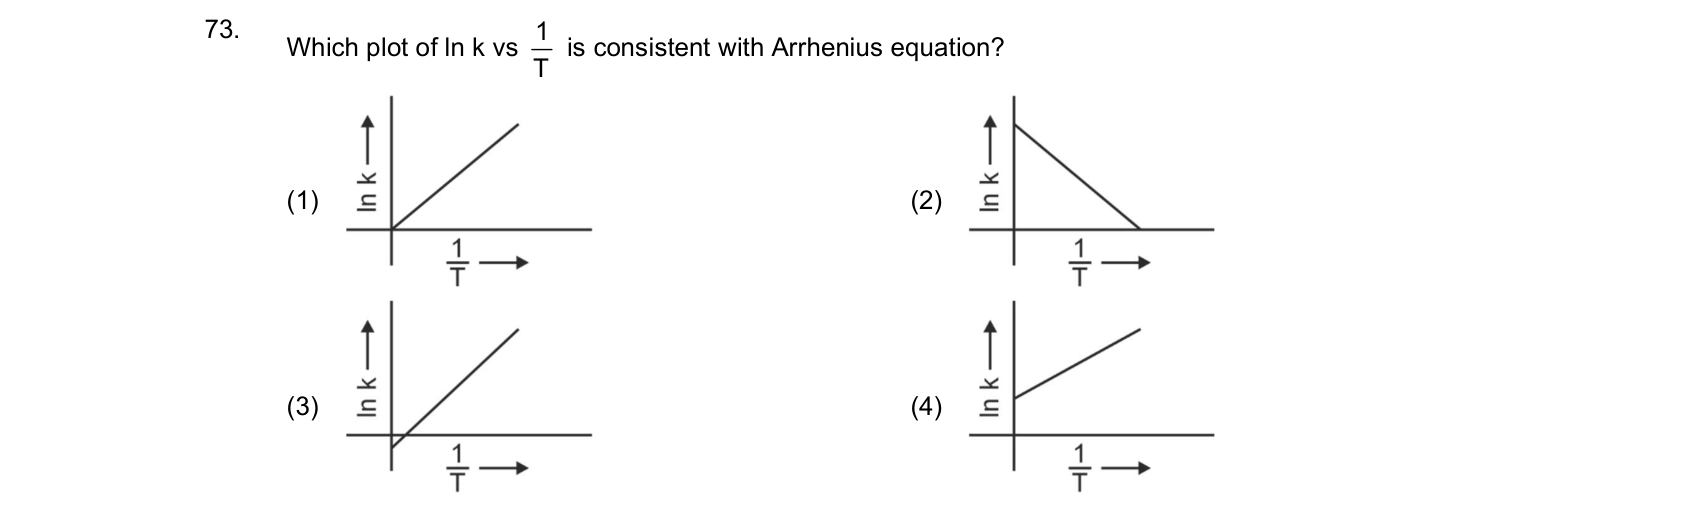 73.
Which plot of ln k vs 1/T is consistent with Arrhenius equation?
(1) ln k 1/T
(2) ln k 1/T
(3) ln k 1/T
(4) ln k 1/T